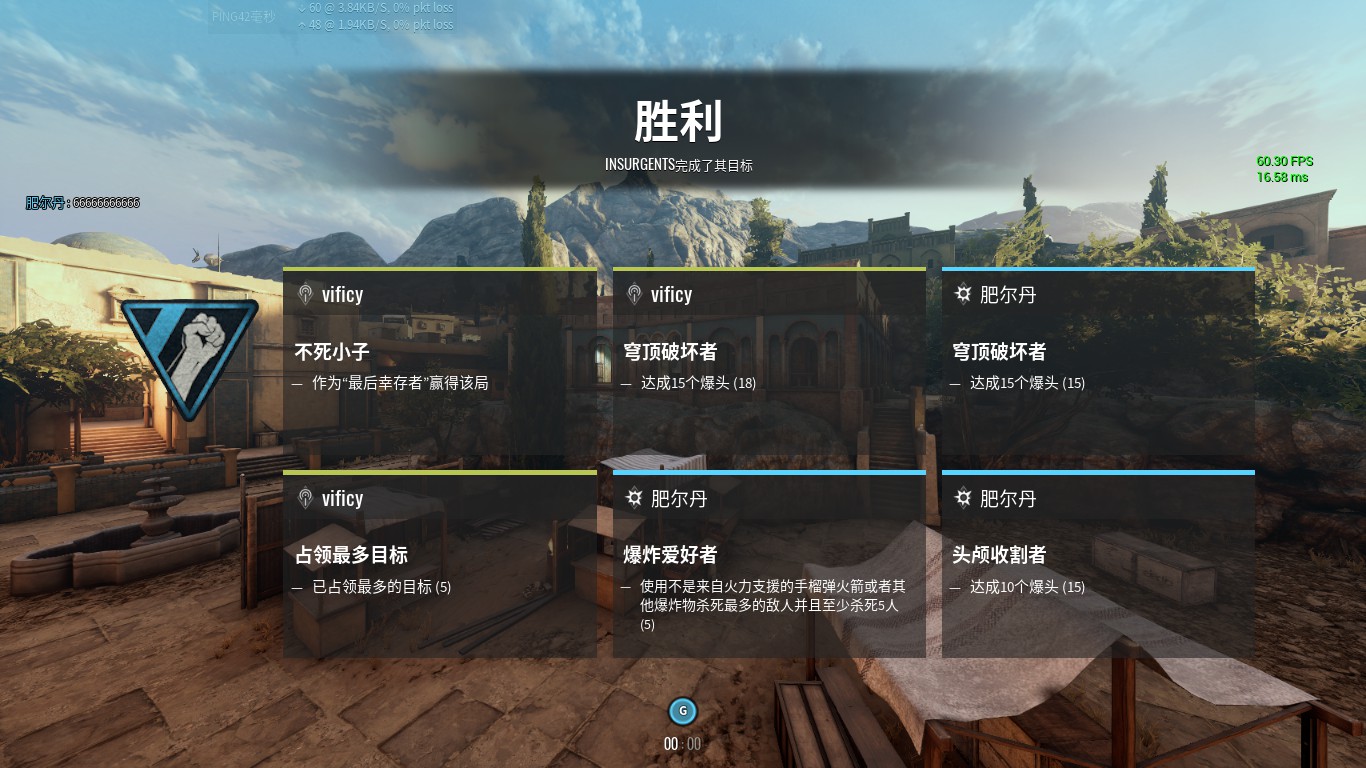 PING42毫秒
↓ 60 @ 3.84KB/S, 0% pkt loss
↑ 48 @ 1.94KB/S, 0% pkt loss
胜利
INSURGENTS完成了其目标
60.30 FPS
16.58 ms
肥尔丹 : 66666666666
vificy
不死小子
— 作为“最后幸存者”赢得该局
vificy
穹顶破坏者
— 达成15个爆头 (18)
肥尔丹
穹顶破坏者
— 达成15个爆头 (15)
vificy
占领最多目标
— 已占领最多的目标 (5)
肥尔丹
爆炸爱好者
— 使用不是来自火力支援的手榴弹火箭或者其
他爆炸物杀死最多的敌人并且至少杀死5人
(5)
肥尔丹
头颅收割者
— 达成10个爆头 (15)
G
00 : 00